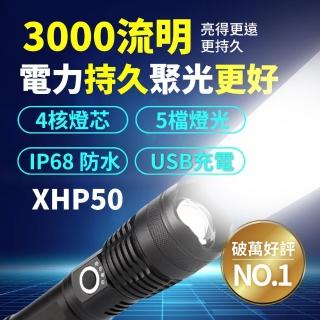 3000流明
亮得更遠
更持久
電力持久聚光更好
4核燈芯
5檔燈光
IP68 防水
USB充電
XHP50
破萬好評
NO.1